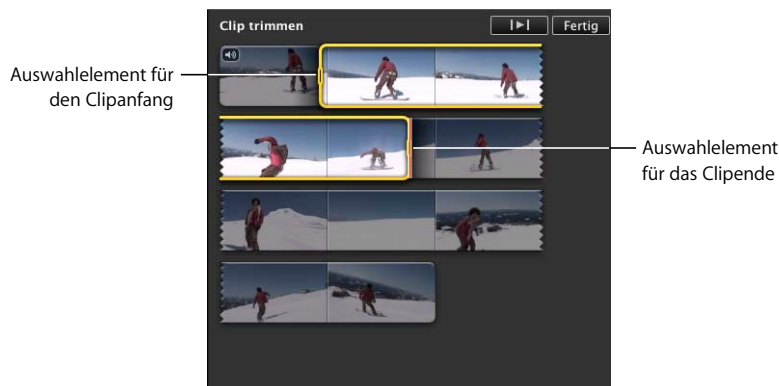 Clip trimmen
Fertig
Auswahlelement für
den Clipanfang
Auswahlelement
für das Clipende